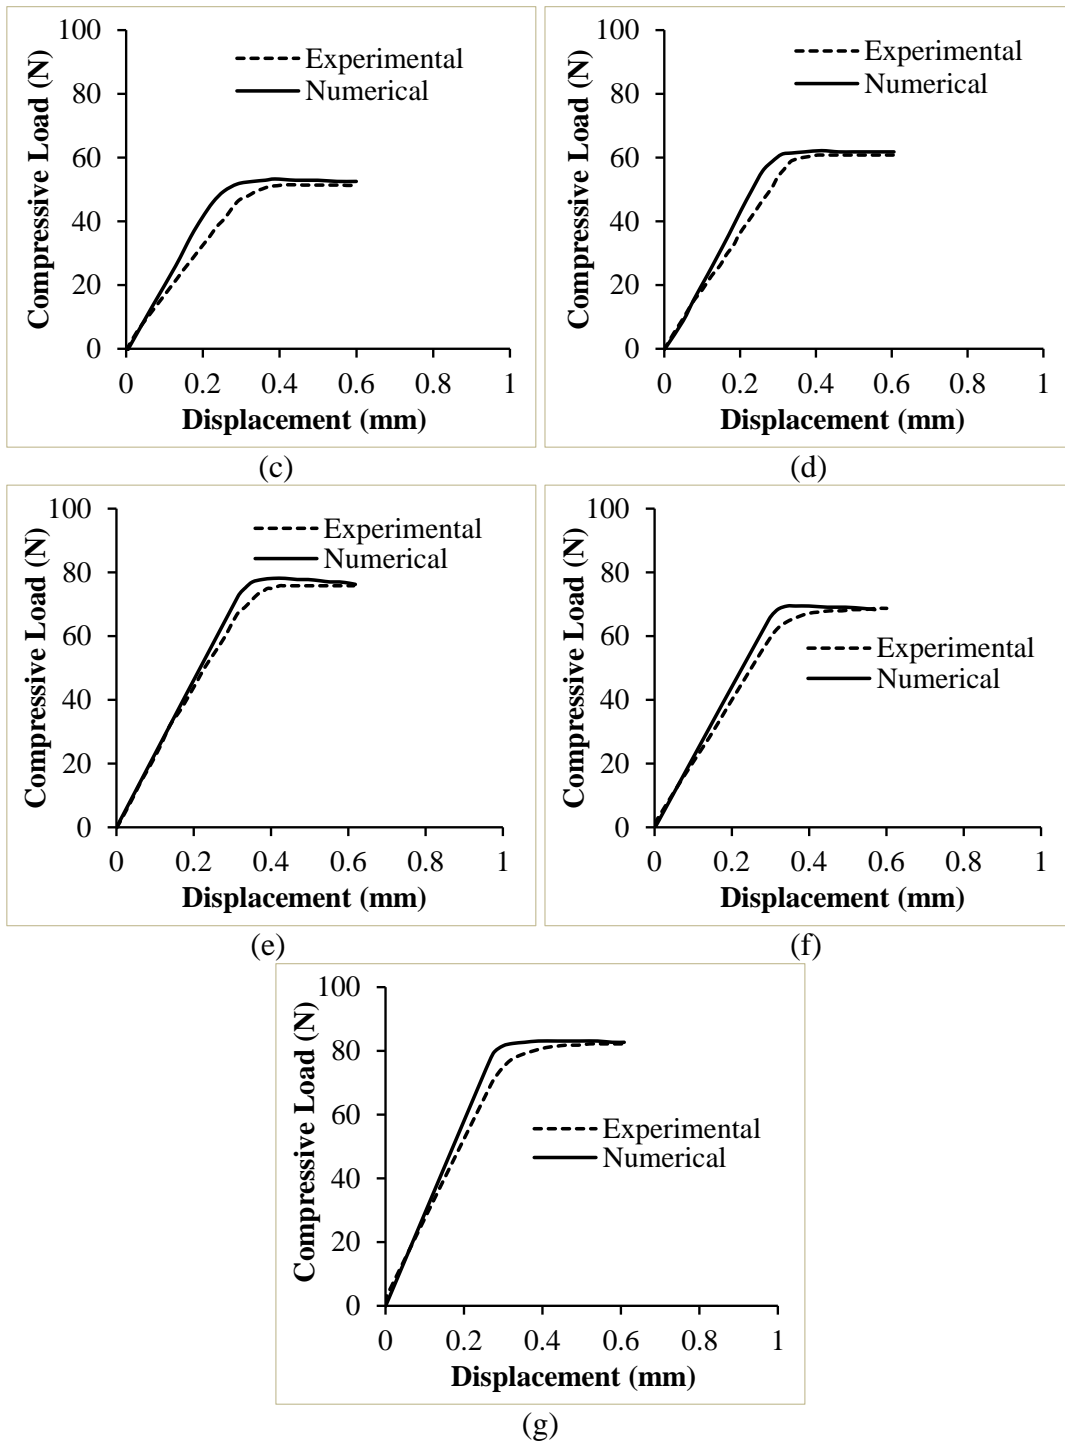 100
80
60
40
20
0
Compressive Load (N)
Experimental
Numerical
0 0.2 0.4 0.6 0.8 1
Displacement (mm)
(c)
100
80
60
40
20
0
Compressive Load (N)
Experimental
Numerical
0 0.2 0.4 0.6 0.8 1
Displacement (mm)
(d)
100
80
60
40
20
0
Compressive Load (N)
Experimental
Numerical
0 0.2 0.4 0.6 0.8 1
Displacement (mm)
(e)
100
80
60
40
20
0
Compressive Load (N)
Experimental
Numerical
0 0.2 0.4 0.6 0.8 1
Displacement (mm)
(f)
100
80
60
40
20
0
Compressive Load (N)
Experimental
Numerical
0 0.2 0.4 0.6 0.8 1
Displacement (mm)
(g)